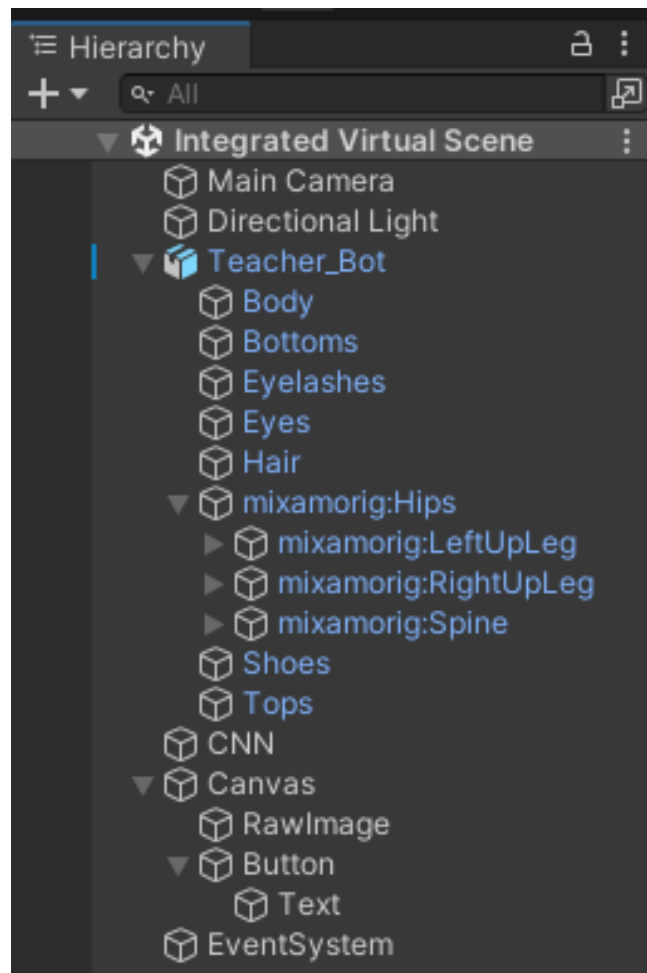 Hierarchy
All
Integrated Virtual Scene
Main Camera
Directional Light
Teacher_Bot
Body
Bottoms
Eyelashes
Eyes
Hair
mixamorig:Hips
mixamorig:LeftUpLeg
mixamorig:RightUpLeg
mixamorig:Spine
Shoes
Tops
CNN
Canvas
RawImage
Button
Text
EventSystem